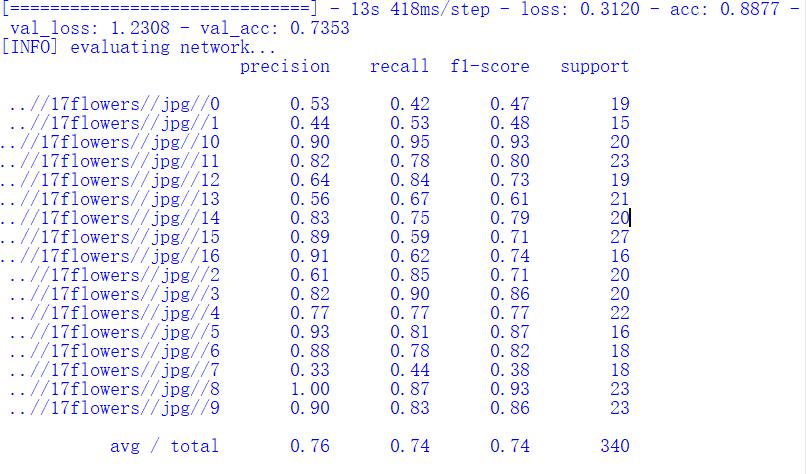 [==============================] - 13s 418ms/step - loss: 0.3120 - acc: 0.8877 -
val_loss: 1.2308 - val_acc: 0.7353
[INFO] evaluating network...
precision recall f1-score support
..//17flowers//jpg//0 0.53 0.42 0.47 19
..//17flowers//jpg//1 0.44 0.53 0.48 15
..//17flowers//jpg//10 0.90 0.95 0.93 20
..//17flowers//jpg//11 0.82 0.78 0.80 23
..//17flowers//jpg//12 0.64 0.84 0.73 19
..//17flowers//jpg//13 0.56 0.67 0.61 21
..//17flowers//jpg//14 0.83 0.75 0.79 20
..//17flowers//jpg//15 0.89 0.59 0.71 27
..//17flowers//jpg//16 0.91 0.62 0.74 16
..//17flowers//jpg//2 0.61 0.85 0.71 20
..//17flowers//jpg//3 0.82 0.90 0.86 20
..//17flowers//jpg//4 0.77 0.77 0.77 22
..//17flowers//jpg//5 0.93 0.81 0.87 16
..//17flowers//jpg//6 0.88 0.78 0.82 18
..//17flowers//jpg//7 0.33 0.44 0.38 18
..//17flowers//jpg//8 1.00 0.87 0.93 23
..//17flowers//jpg//9 0.90 0.83 0.86 23
avg / total 0.76 0.74 0.74 340